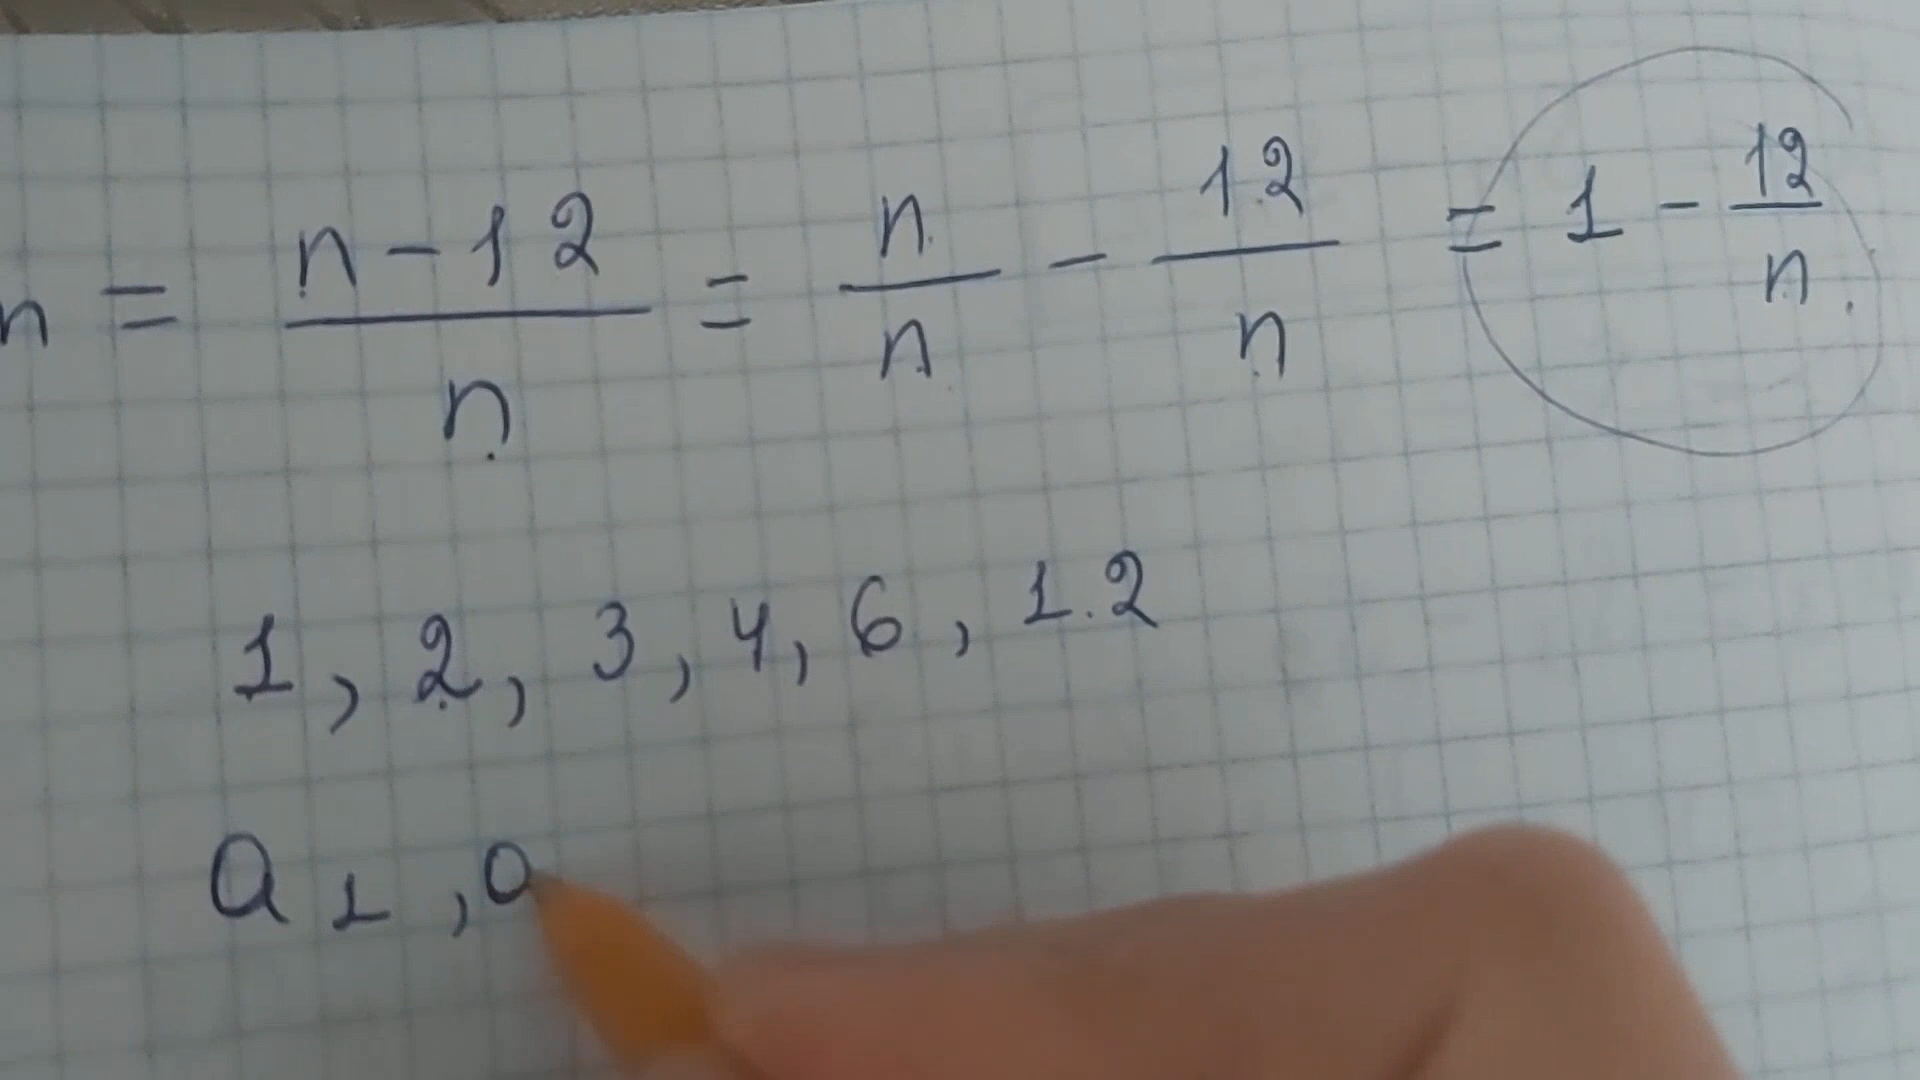 n = n-12/n = n/n - 12/n = 1 - 12/n
1, 2, 3, 4, 6, 12
a1, a